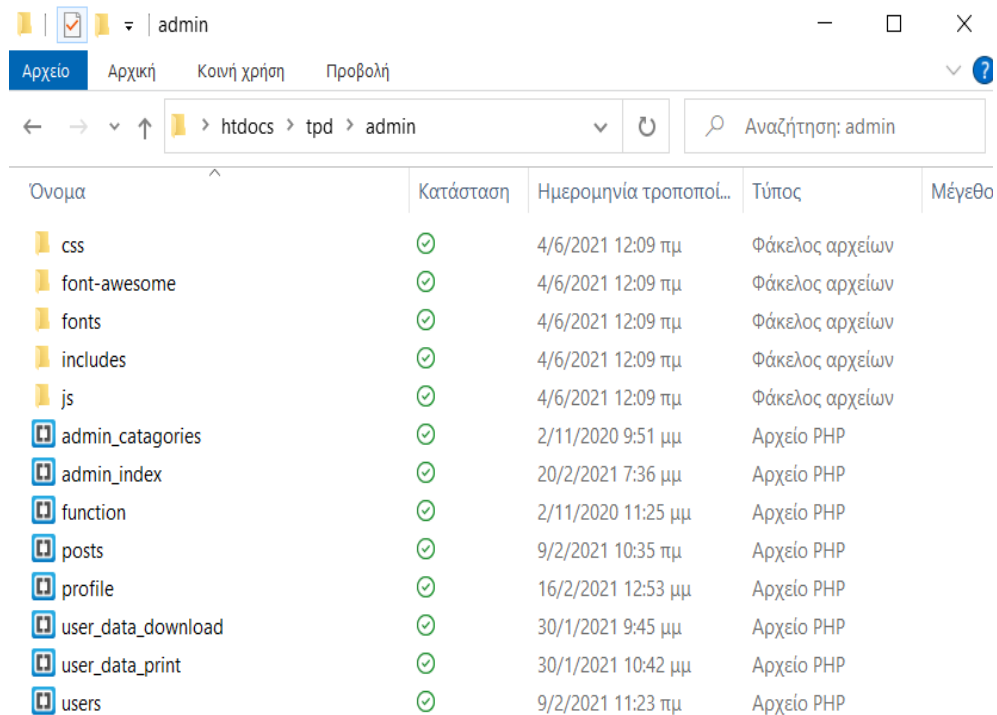 admin
Αρχείο Αρχική Κοινή χρήση Προβολή ?
htdocs tpd admin Αναζήτηση: admin
Όνομα Κατάσταση Ημερομηνία τροποποί... Τύπος Μέγεθο
css 4/6/2021 12:09 πμ Φάκελος αρχείων
font-awesome 4/6/2021 12:09 πμ Φάκελος αρχείων
fonts 4/6/2021 12:09 πμ Φάκελος αρχείων
includes 4/6/2021 12:09 πμ Φάκελος αρχείων
js 4/6/2021 12:09 πμ Φάκελος αρχείων
admin_catagories 2/11/2020 9:51 μμ Αρχείο PHP
admin_index 20/2/2021 7:36 μμ Αρχείο PHP
function 2/11/2020 11:25 μμ Αρχείο PHP
posts 9/2/2021 10:35 πμ Αρχείο PHP
profile 16/2/2021 12:53 μμ Αρχείο PHP
user_data_download 30/1/2021 9:45 μμ Αρχείο PHP
user_data_print 30/1/2021 10:42 μμ Αρχείο PHP
users 9/2/2021 11:23 πμ Αρχείο PHP